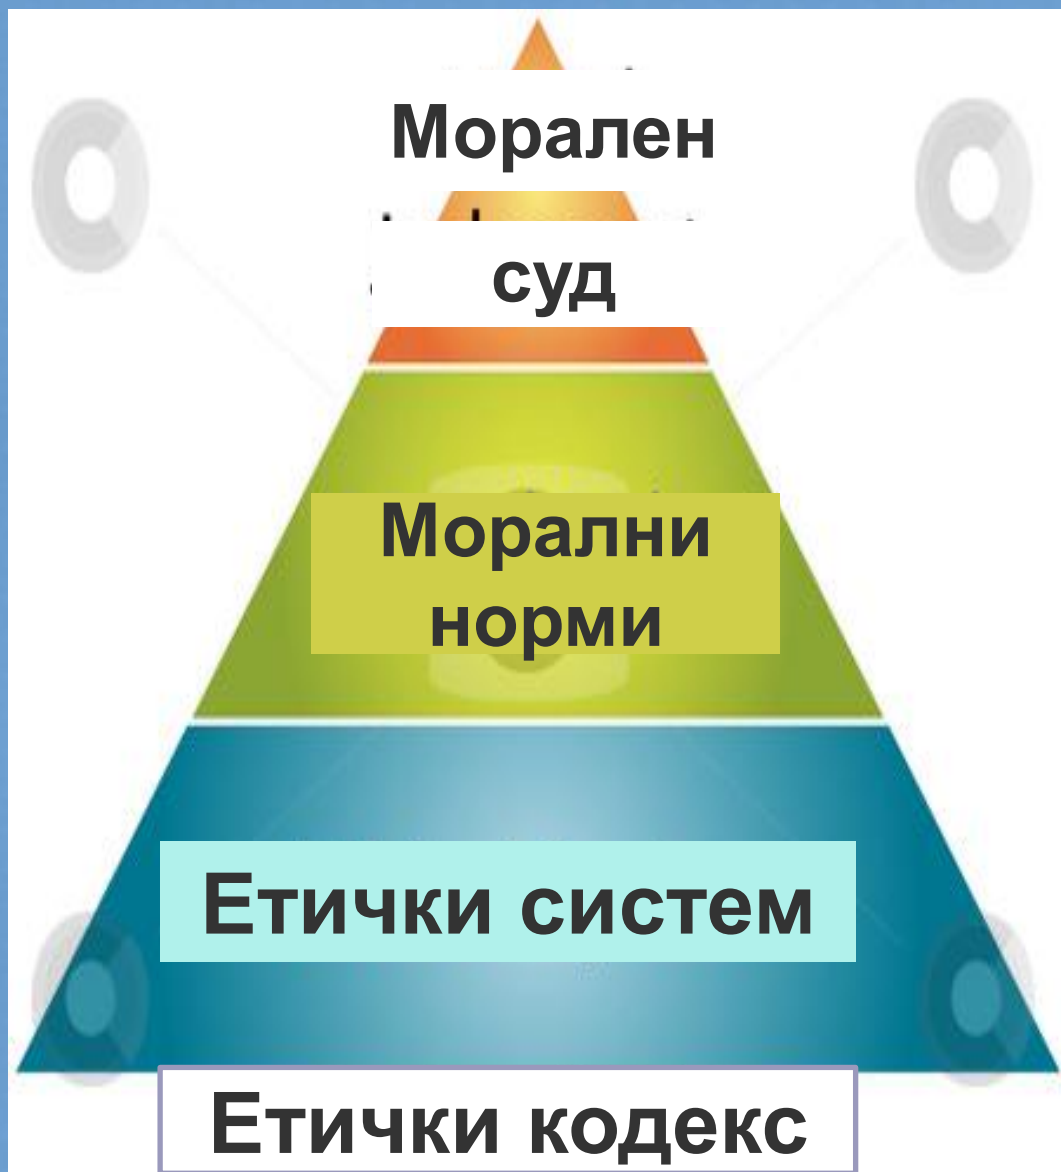 Морален
суд
Морални
норми
Етички систем
Етички кодекс